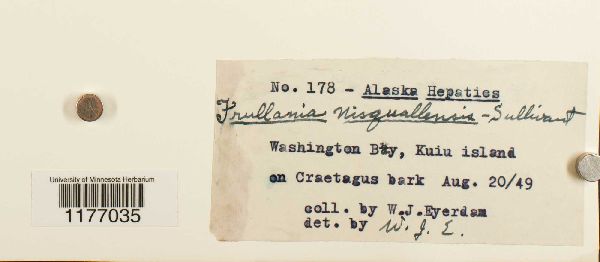 No. 178 - Alaska Hepatics
Frullania nisquallensis - Sullivant
Washington Bay, Kuiu island
on Craetagus bark Aug. 20/49
coll. by W.J.Eyerdam
det. by W. J. E.
University of Minnesota Herbarium
1177035